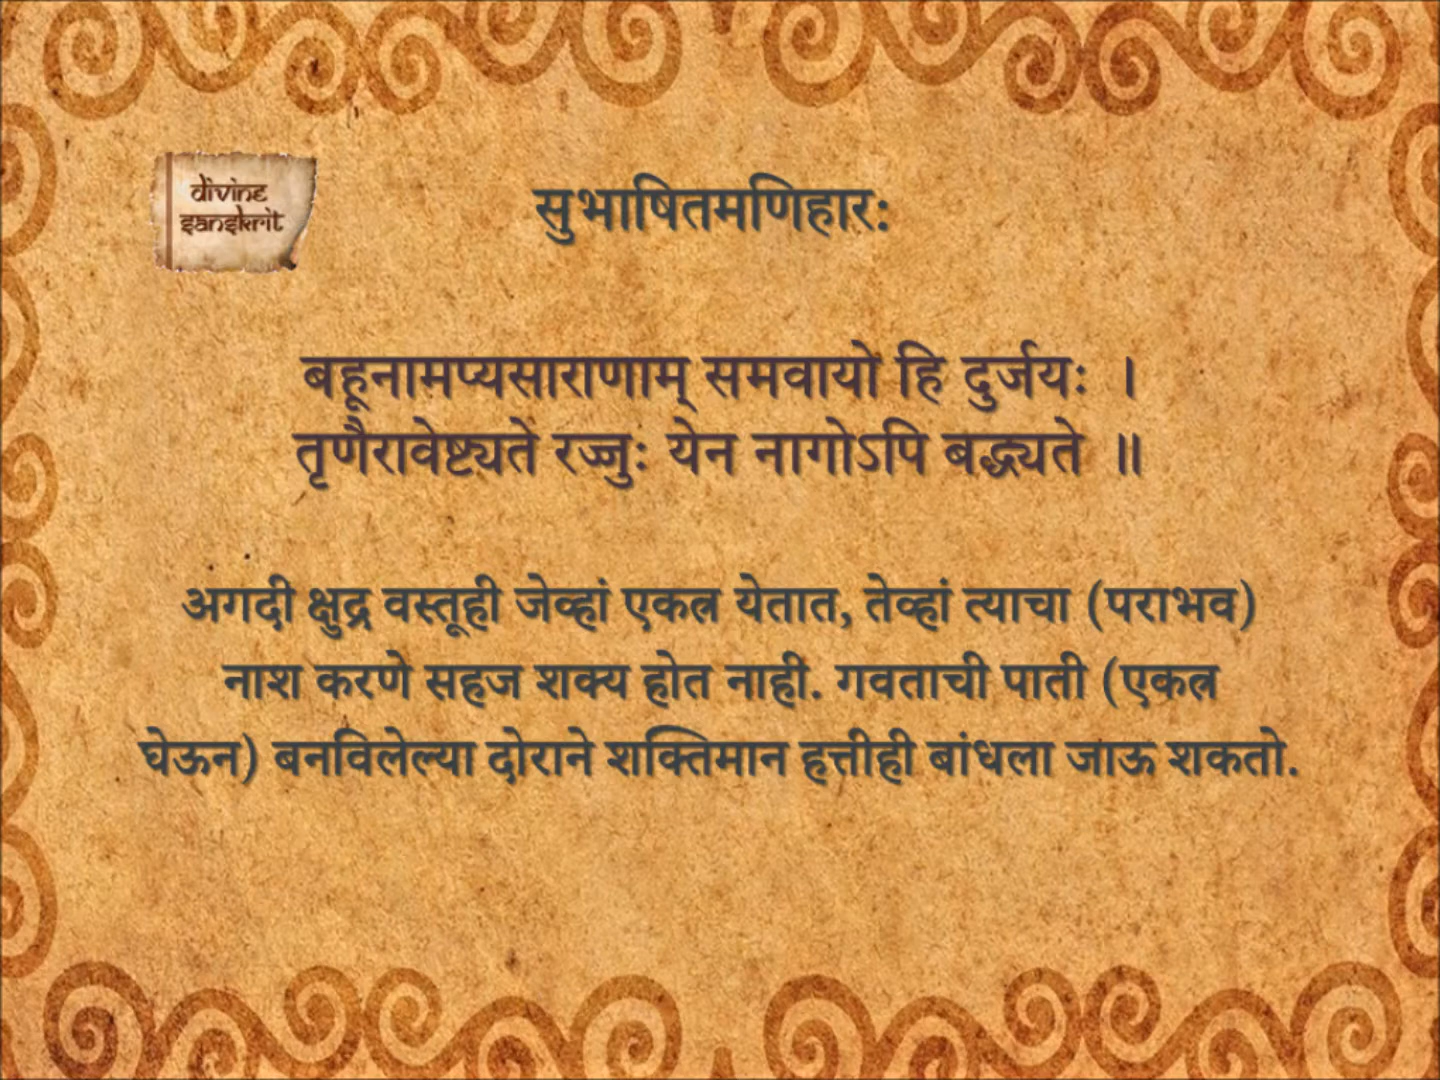 divine
sanskrit
सुभाषितमणिहार:
बहूनामप्यसाराणाम् समवायो हि दुर्जयः ।
तृणैरावेष्ट्यते रज्जुः येन नागोऽपि बद्ध्यते ॥
अगदी क्षुद्र वस्तूही जेव्हां एकत्र येतात, तेव्हां त्याचा (पराभव)
नाश करणे सहज शक्य होत नाही. गवताची पाती (एकत्र
घेऊन) बनविलेल्या दोराने शक्तिमान हत्तीही बांधला जाऊ शकतो.